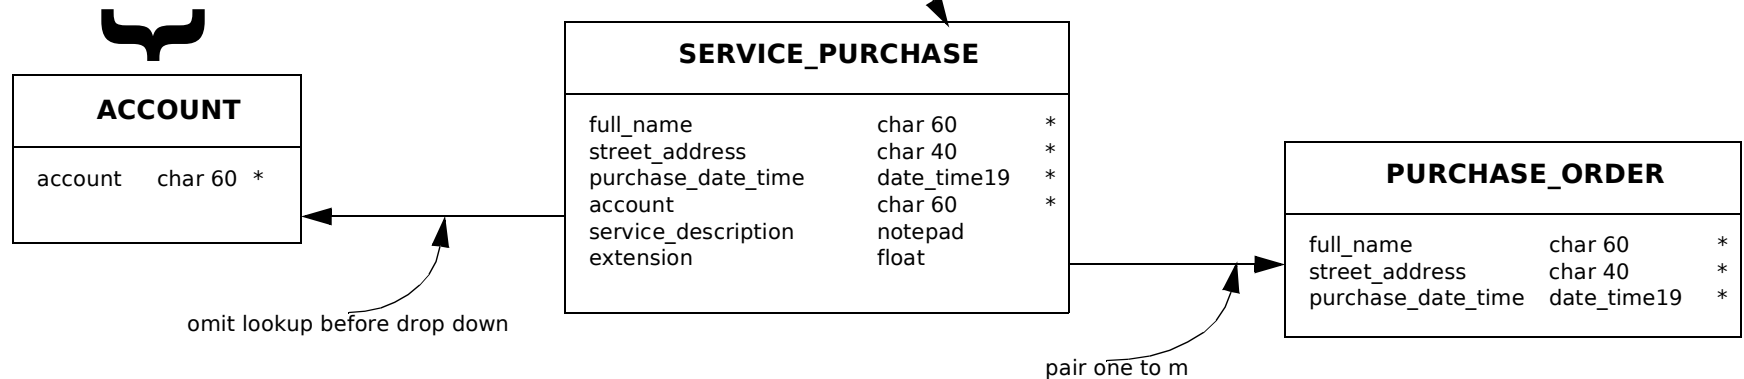 ACCOUNT
account char 60 *
omit lookup before drop down
SERVICE_PURCHASE
full_name char 60 *
street_address char 40 *
purchase_date_time date_time19 *
account char 60 *
service_description notepad
extension float
pair one to m
PURCHASE_ORDER
full_name char 60 *
street_address char 40 *
purchase_date_time date_time19 *